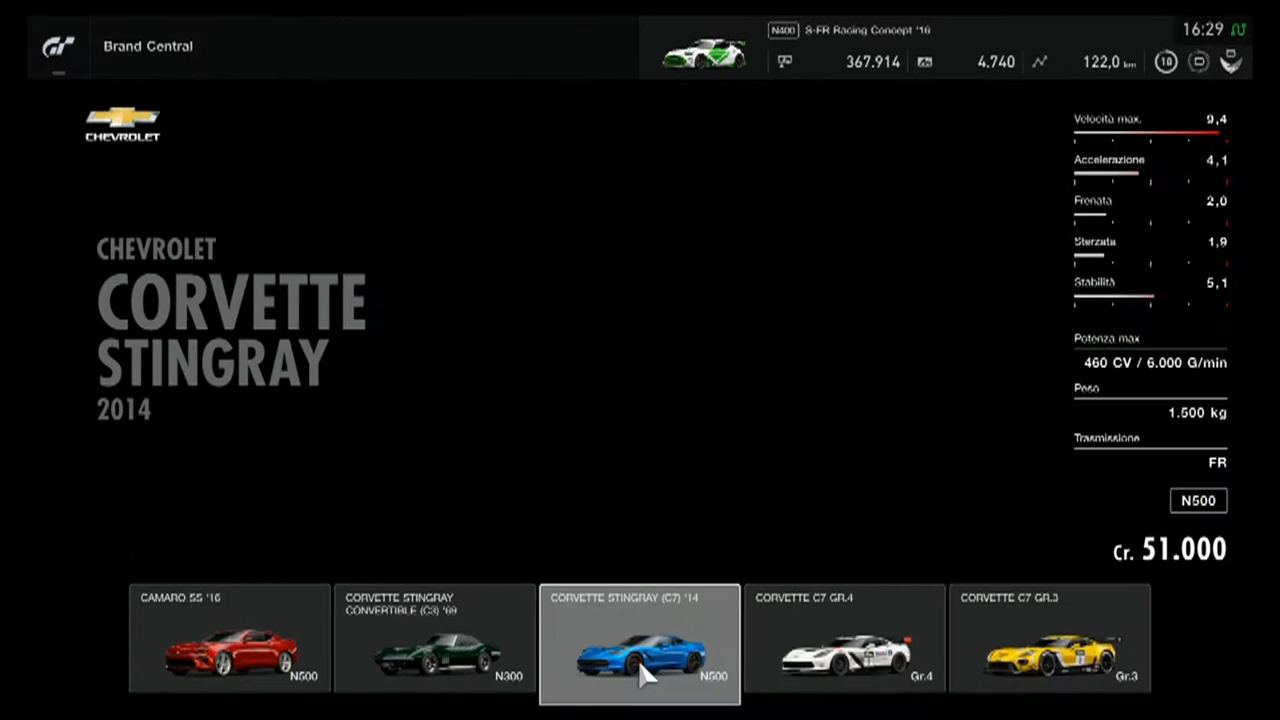 Brand Central
N400 S-FR Racing Concept '16
367.914 4.740 122,0 km 10
16:29
CHEVROLET
CHEVROLET
CORVETTE
STINGRAY
2014
Velocità max. 9,4
Accelerazione 4,1
Frenata 2,0
Sterzata 1,9
Stabilità 5,1
Potenza max
460 CV / 6.000 G/min
Peso
1.500 kg
Trasmissione
FR
N500
Cr. 51.000
CAMARO SS '16
N500
CORVETTE STINGRAY
CONVERTIBLE (C3) '69
N300
CORVETTE STINGRAY (C7) '14
N500
CORVETTE C7 GR.4
Gr.4
CORVETTE C7 GR.3
Gr.3